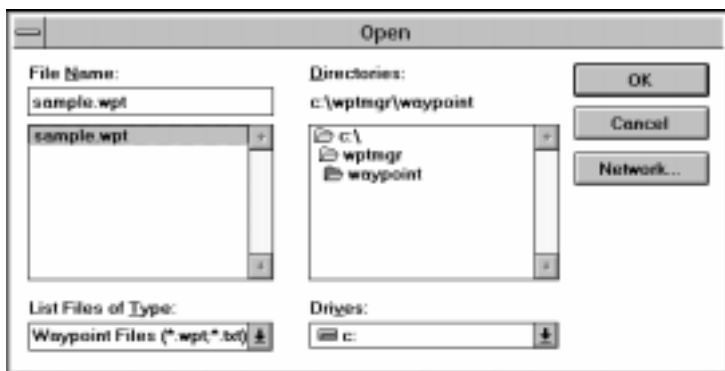 Open
File Name:
sample.wpt
sample.wpt
List Files of Type:
Waypoint Files (*.wpt;*.txt)
Directories:
c:\wptmgr\waypoint
c:\
wptmgr
waypoint
Drives:
c:
OK
Cancel
Network...